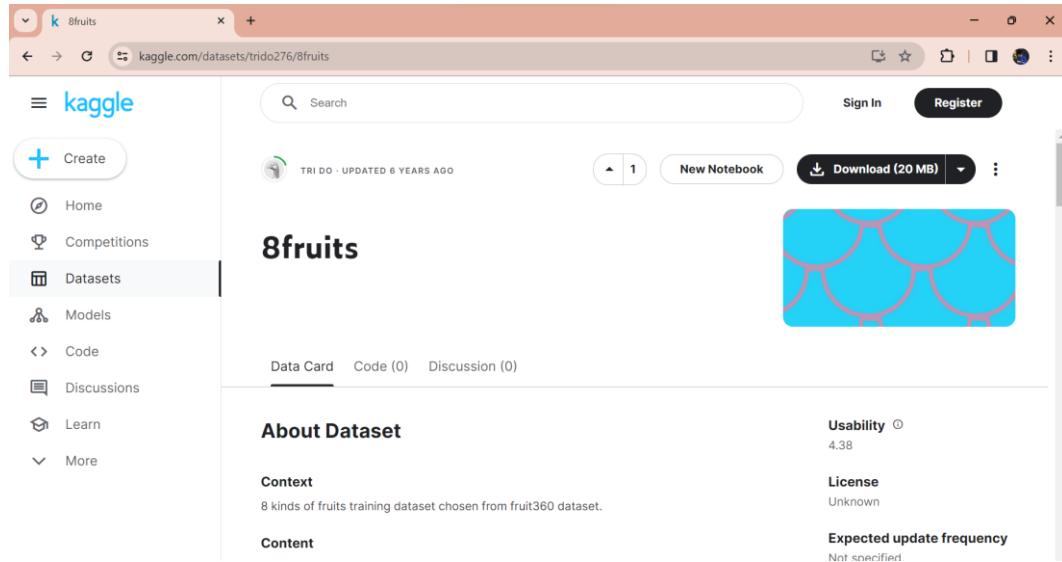 8fruits
kaggle.com/datasets/trido276/8fruits
kaggle
Search
Sign In
Register
Create
Home
Competitions
Datasets
Models
Code
Discussions
Learn
More
TRI DO · UPDATED 6 YEARS AGO
1
New Notebook
Download (20 MB)
8fruits
Data Card Code (0) Discussion (0)
About Dataset
Context
8 kinds of fruits training dataset chosen from fruit360 dataset.
Content
Usability
4.38
License
Unknown
Expected update frequency
Not specified